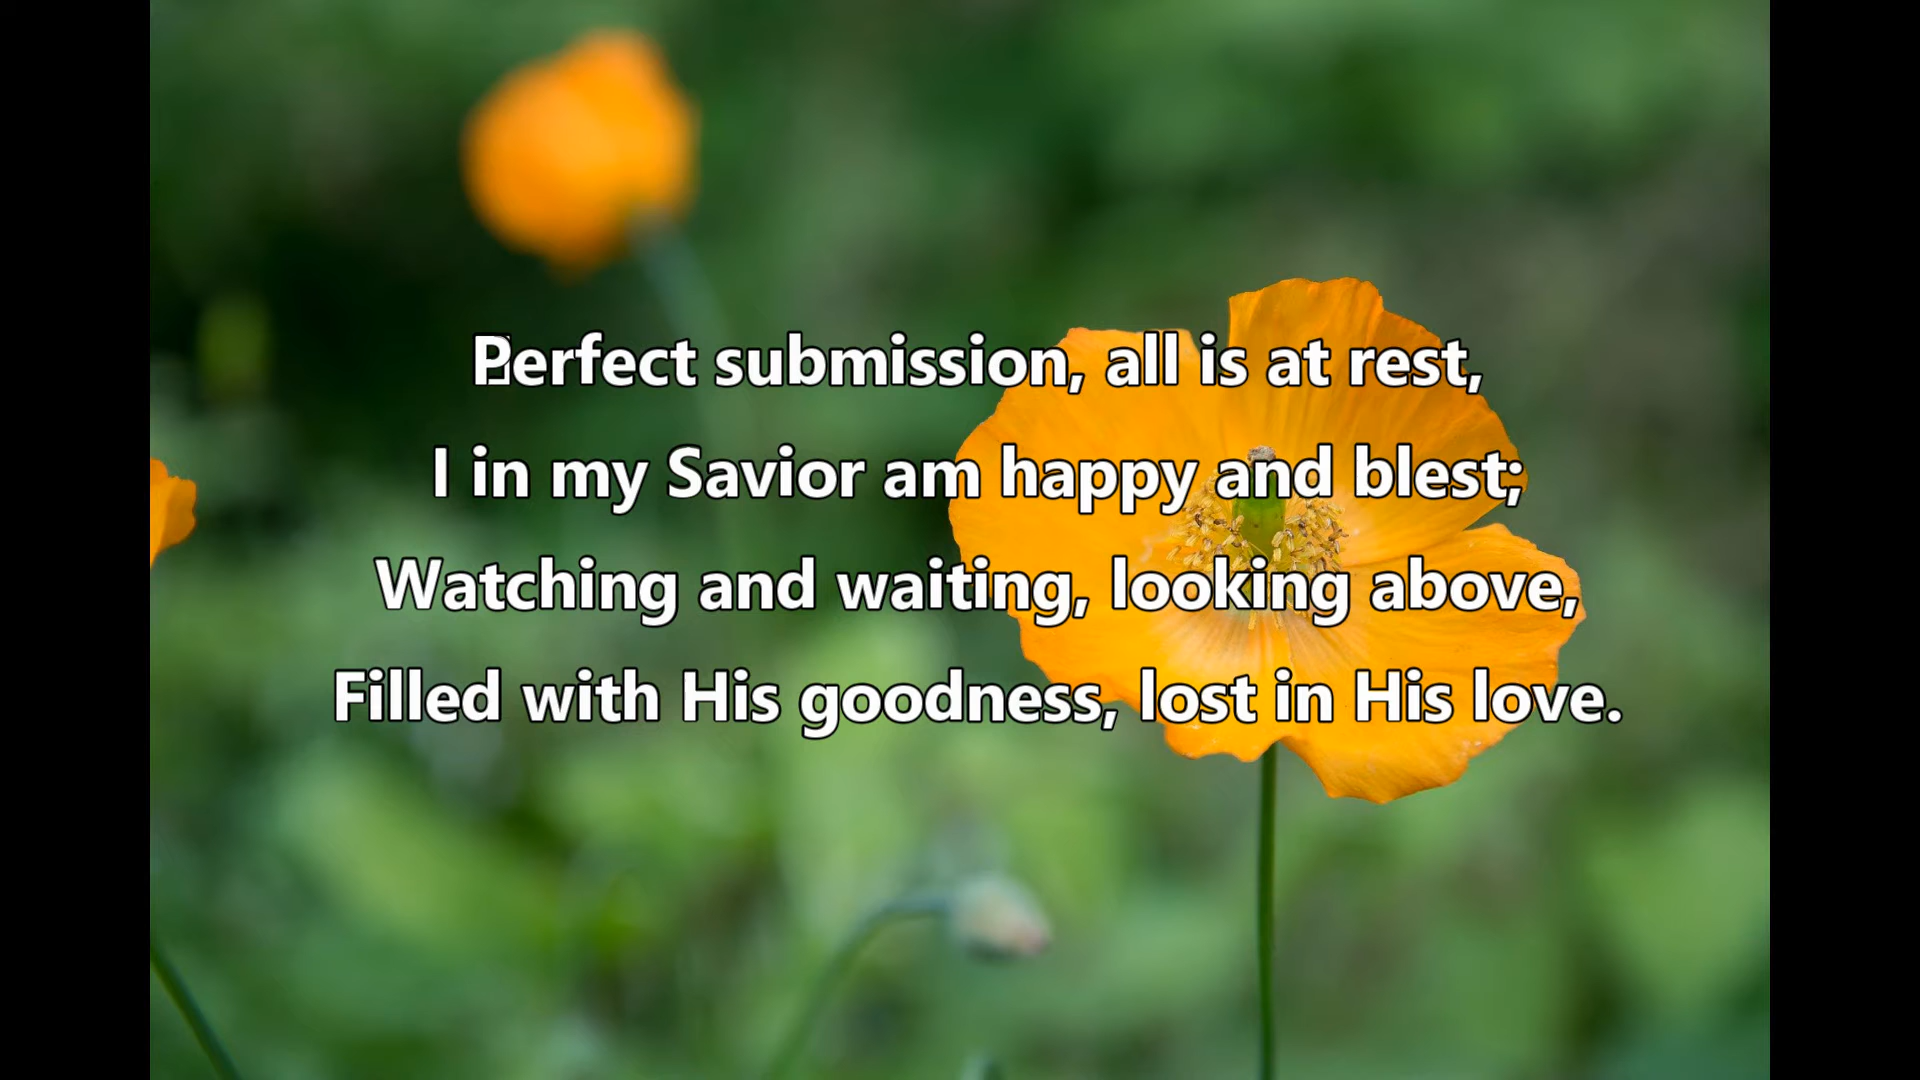 Perfect submission, all is at rest,
I in my Savior am happy and blest;
Watching and waiting, looking above,
Filled with His goodness, lost in His love.